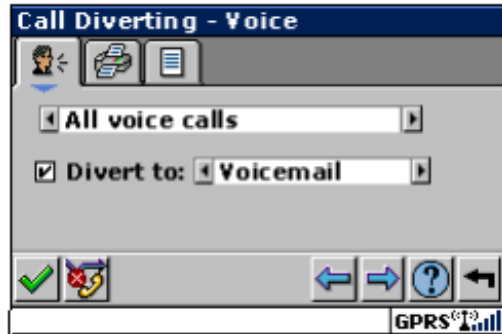 Call Diverting - Voice
All voice calls
Divert to: Voicemail
?
GPRS